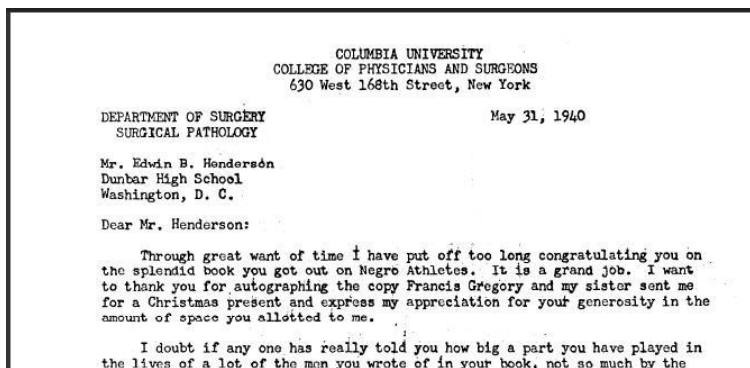 COLUMBIA UNIVERSITY
COLLEGE OF PHYSICIANS AND SURGEONS
630 West 168th Street, New York
DEPARTMENT OF SURGERY May 31, 1940
SURGICAL PATHOLOGY
Mr. Edwin B. Henderson
Dunbar High School
Washington, D. C.
Dear Mr. Henderson:
Through great want of time I have put off too long congratulating you on
the splendid book you got out on Negro Athletes. It is a grand job. I want
to thank you for autographing the copy Francis Gregory and my sister sent me
for a Christmas present and express my appreciation for your generosity in the
amount of space you allotted to me.
I doubt if any one has really told you how big a part you have played in
the lives of a lot of the men you wrote of in your book, not so much by the